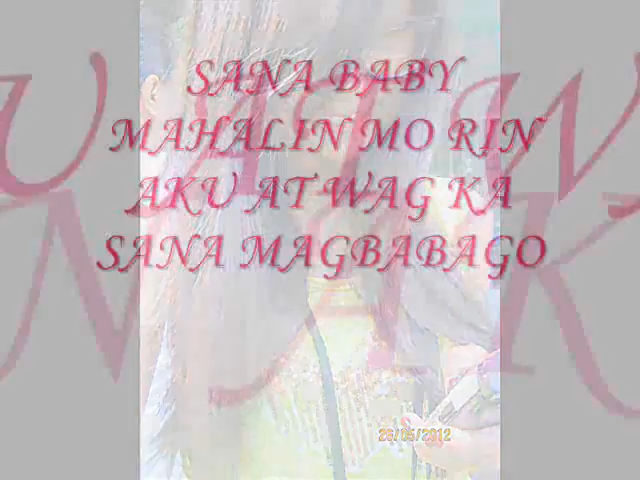 SANA BABY
MAHALIN MO RIN
AKU AT WAG KA
SANA MAGBABAGO
26/05/2012